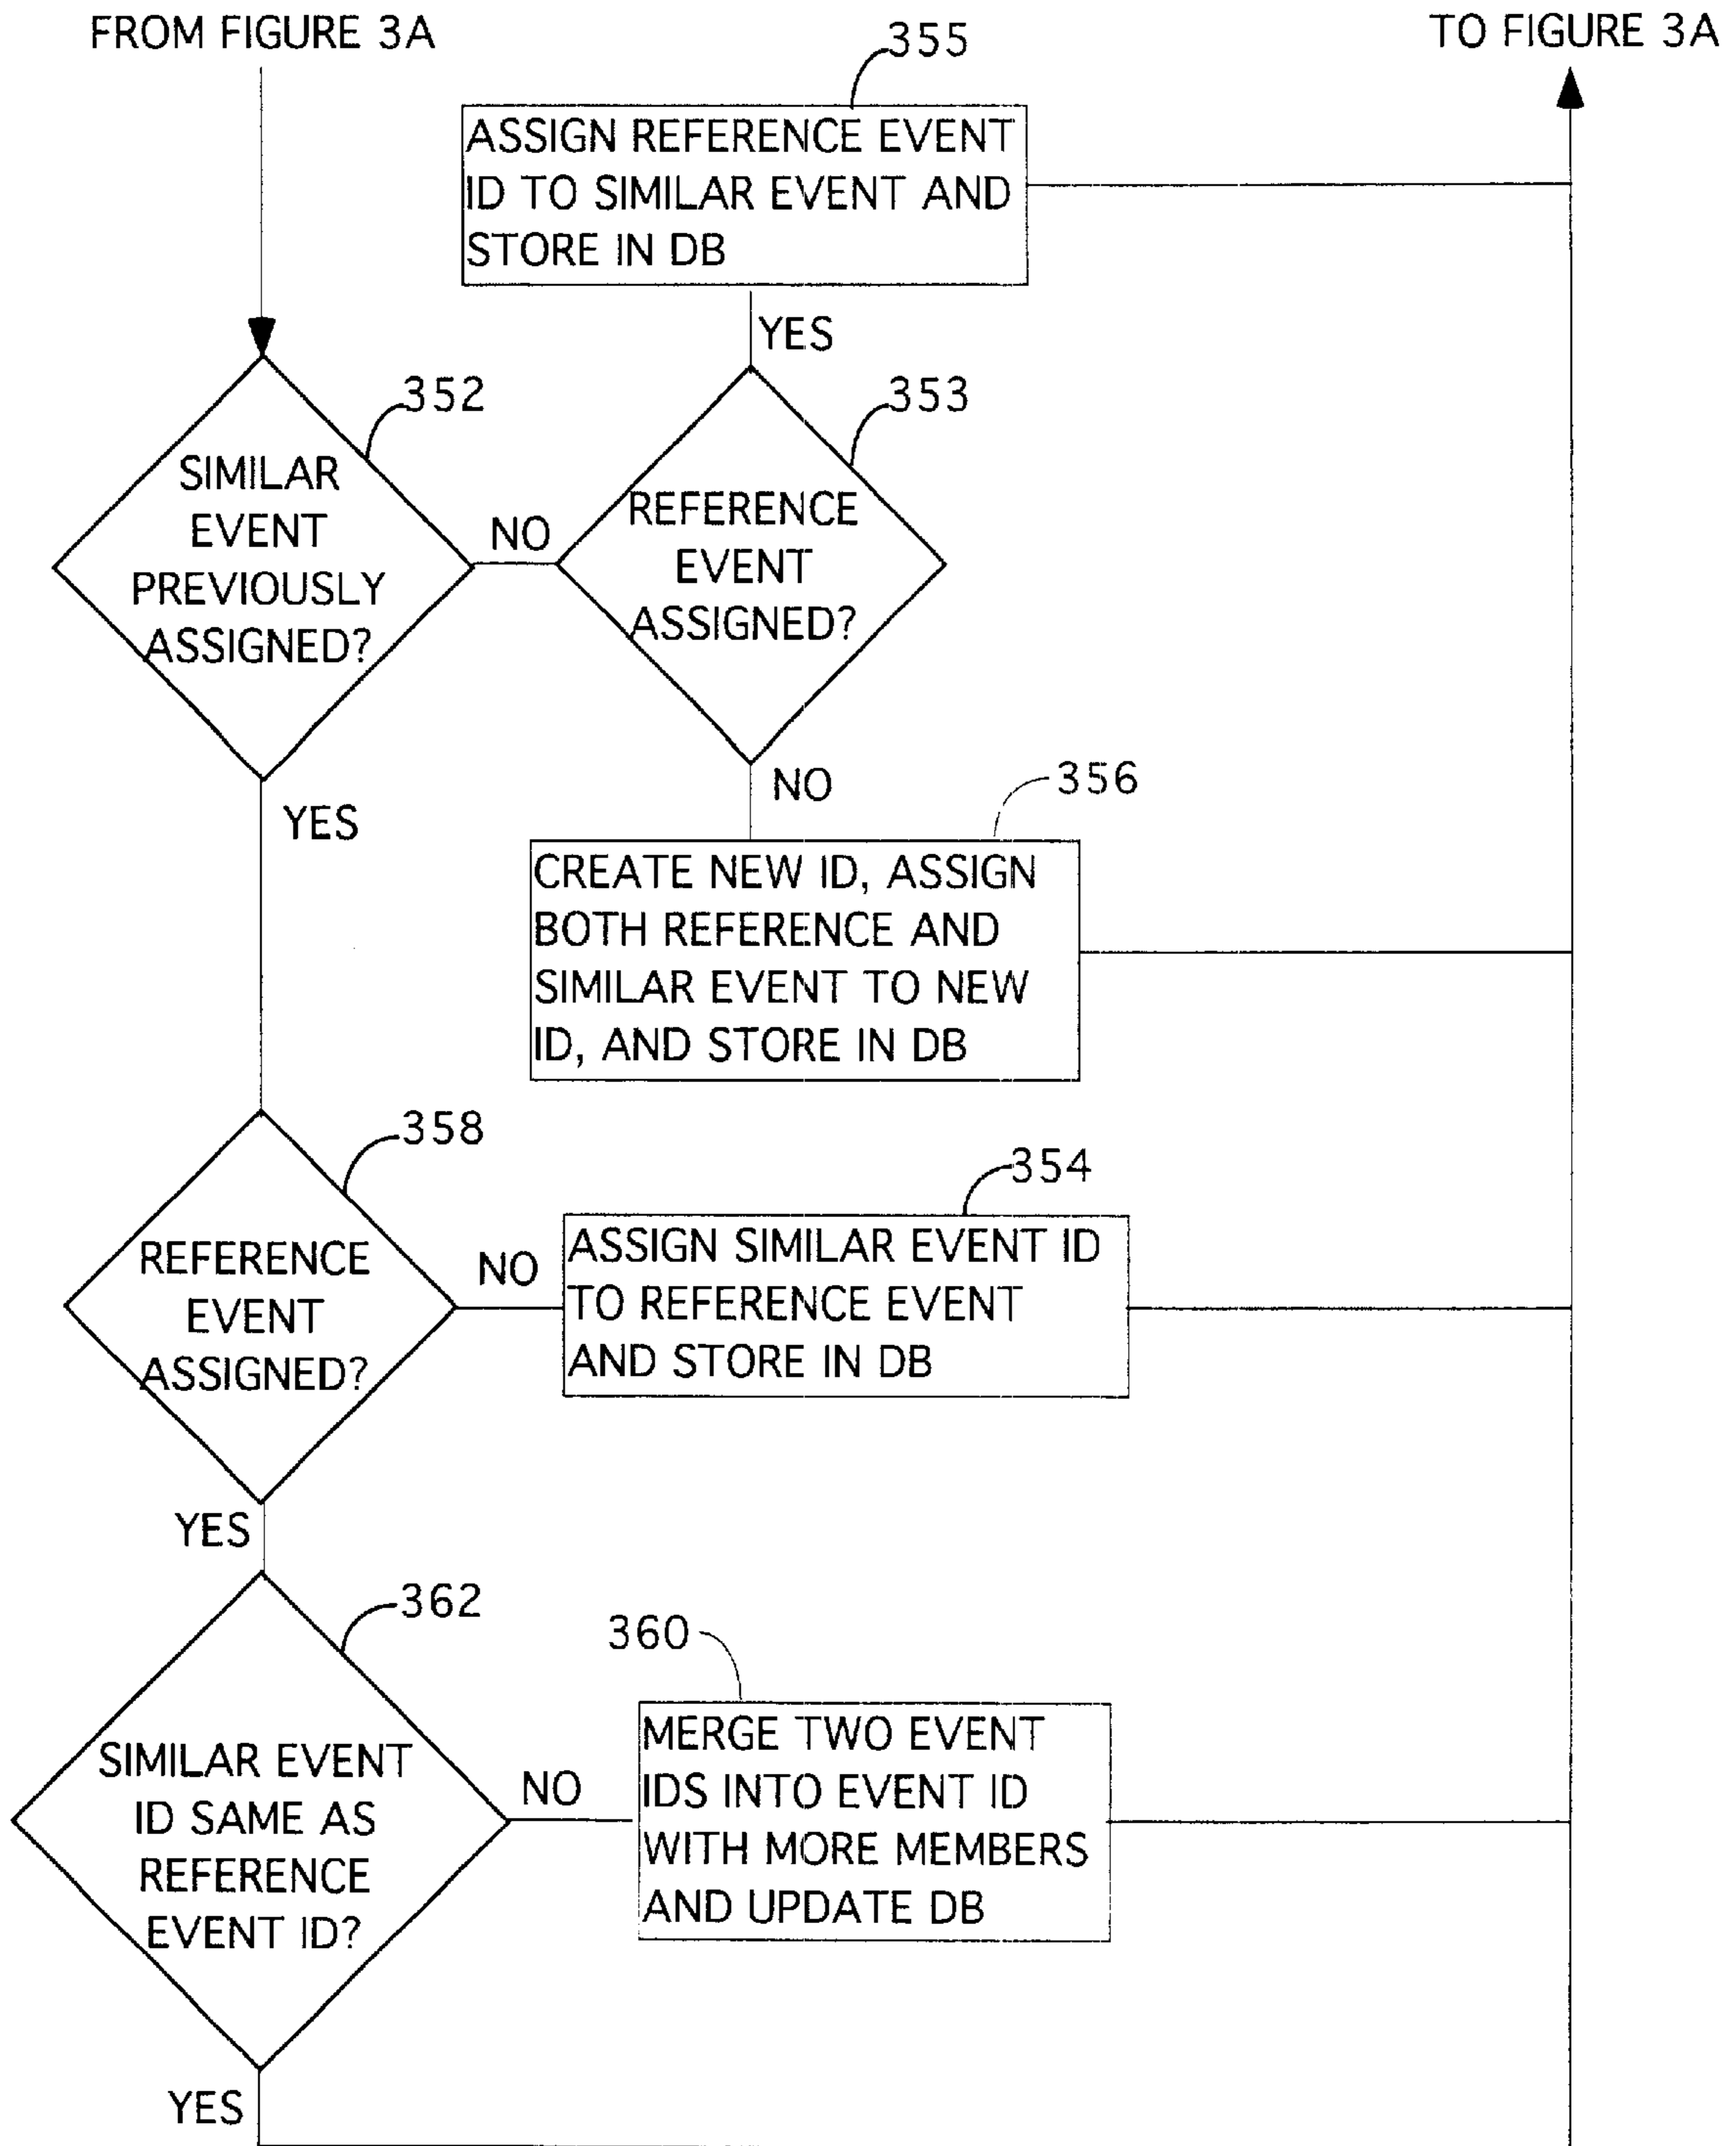 FROM FIGURE 3A
TO FIGURE 3A
355
ASSIGN REFERENCE EVENT
ID TO SIMILAR EVENT AND
STORE IN DB
YES
352
SIMILAR
EVENT
PREVIOUSLY
ASSIGNED?
NO
353
REFERENCE
EVENT
ASSIGNED?
YES
NO
356
CREATE NEW ID, ASSIGN
BOTH REFERENCE AND
SIMILAR EVENT TO NEW
ID, AND STORE IN DB
358
REFERENCE
EVENT
ASSIGNED?
NO
354
ASSIGN SIMILAR EVENT ID
TO REFERENCE EVENT
AND STORE IN DB
YES
362
SIMILAR EVENT
ID SAME AS
REFERENCE
EVENT ID?
NO
360
MERGE TWO EVENT
IDS INTO EVENT ID
WITH MORE MEMBERS
AND UPDATE DB
YES